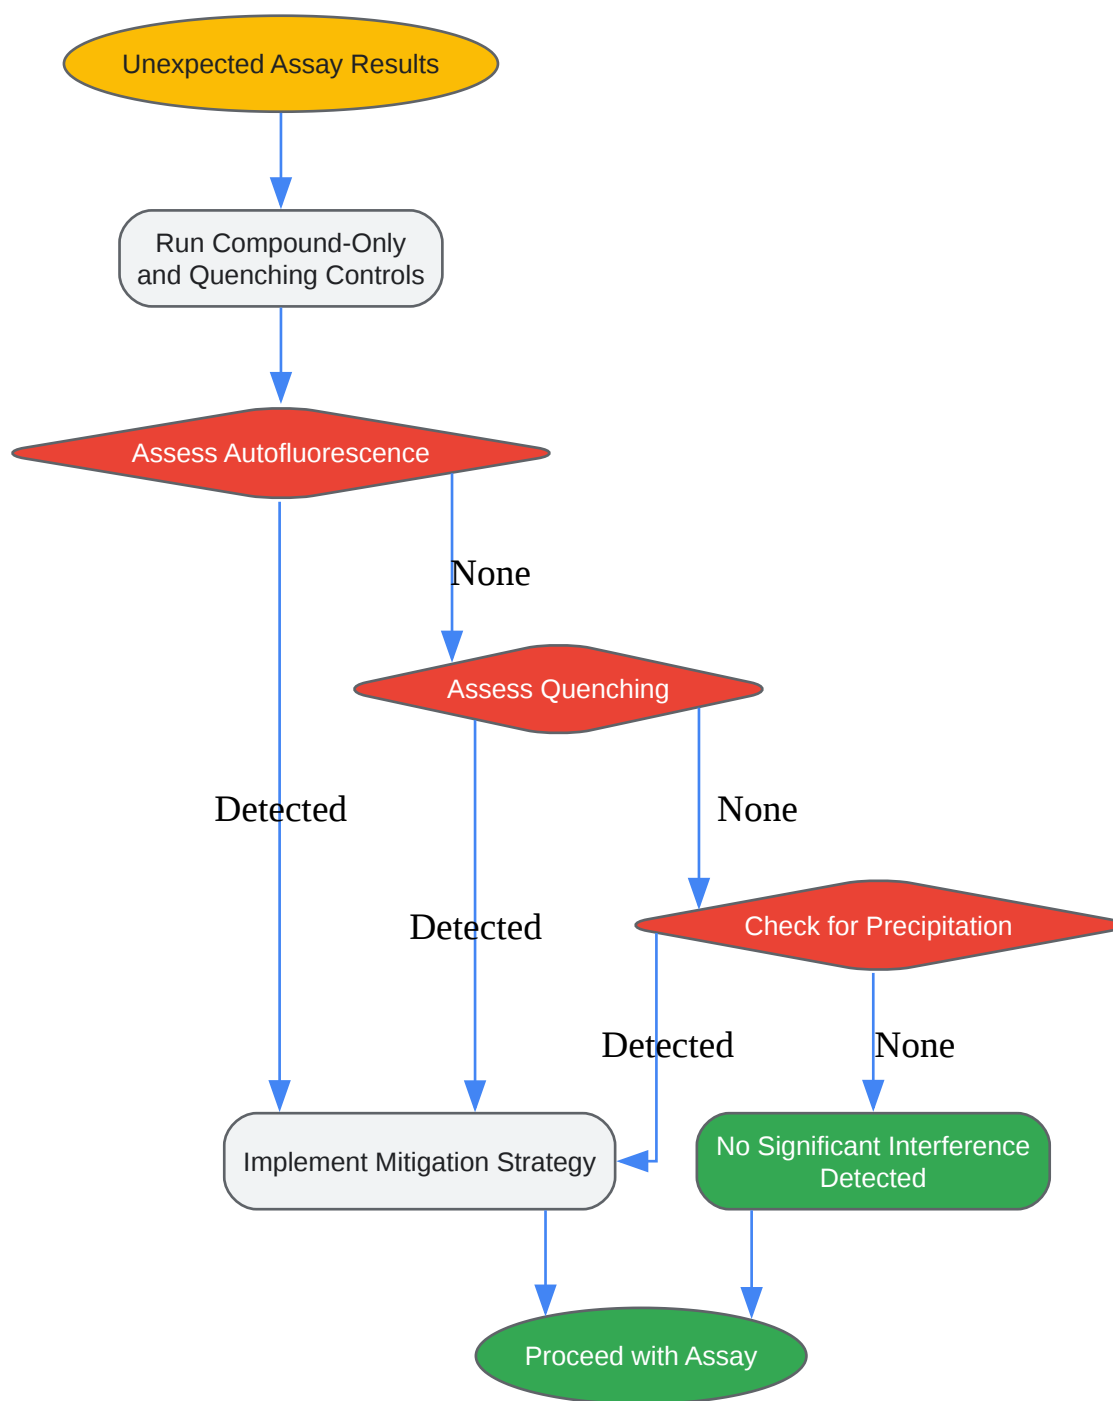 Unexpected Assay Results
Run Compound-Only
and Quenching Controls
Assess Autofluorescence
None
Assess Quenching
Detected
None
Detected
Check for Precipitation
Detected
None
Implement Mitigation Strategy
No Significant Interference
Detected
Proceed with Assay